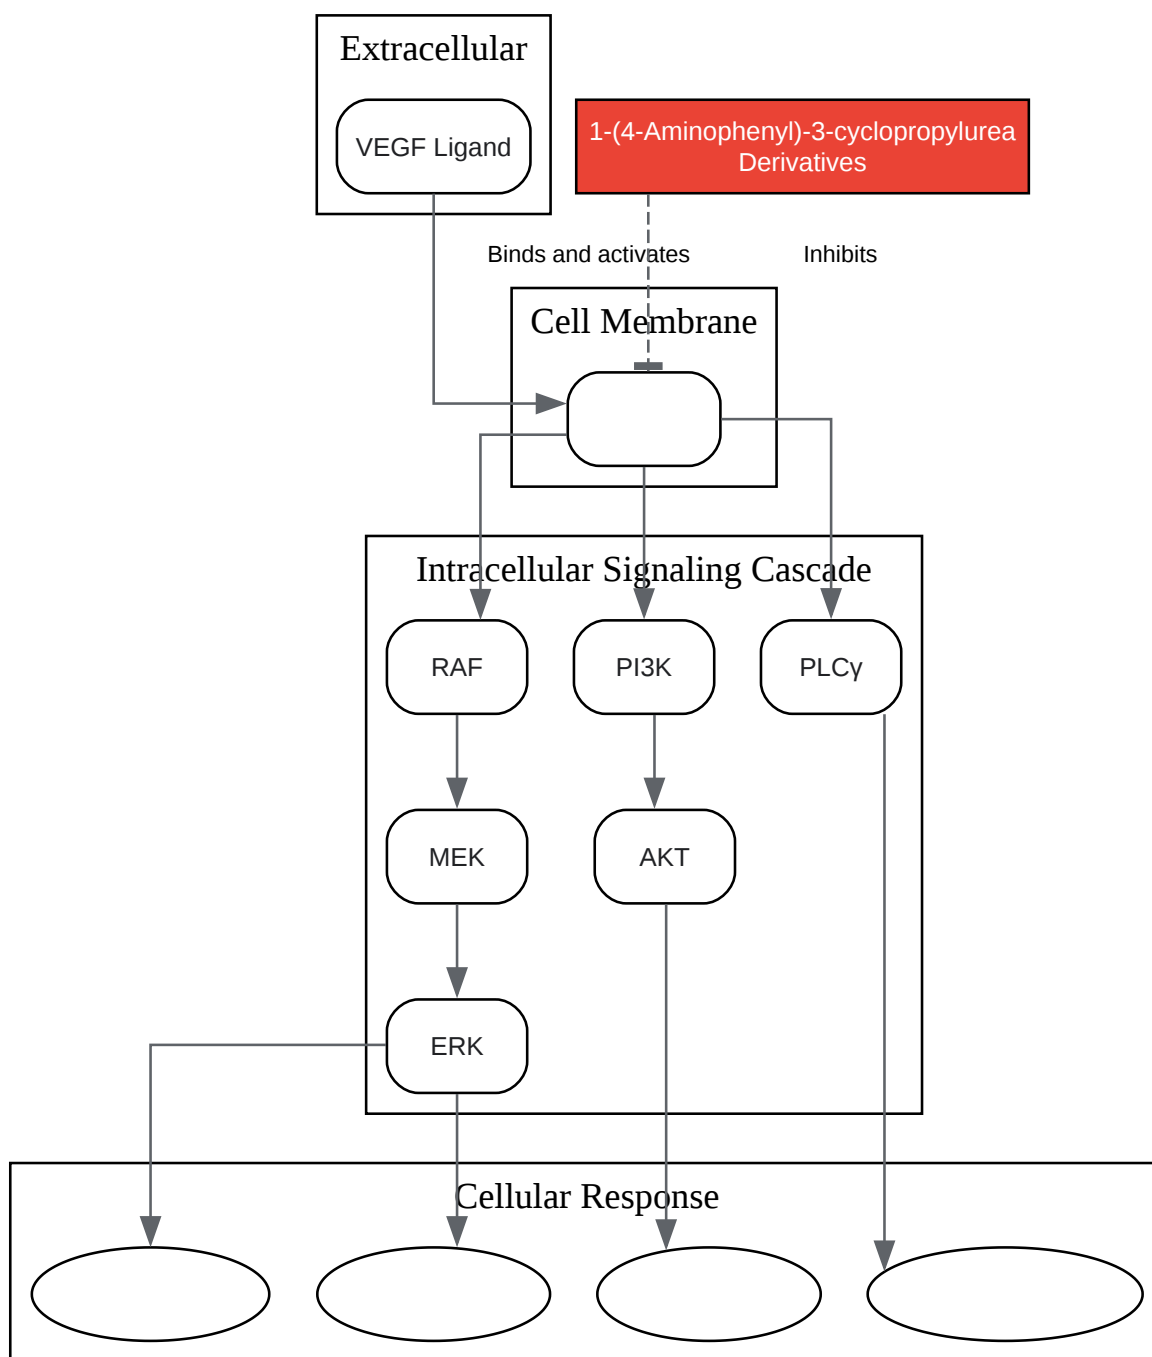 Extracellular
VEGF Ligand
1-(4-Aminophenyl)-3-cyclopropylurea
Derivatives
Binds and activates
Inhibits
Cell Membrane
Intracellular Signaling Cascade
RAF
PI3K
PLCγ
MEK
AKT
ERK
Cellular Response